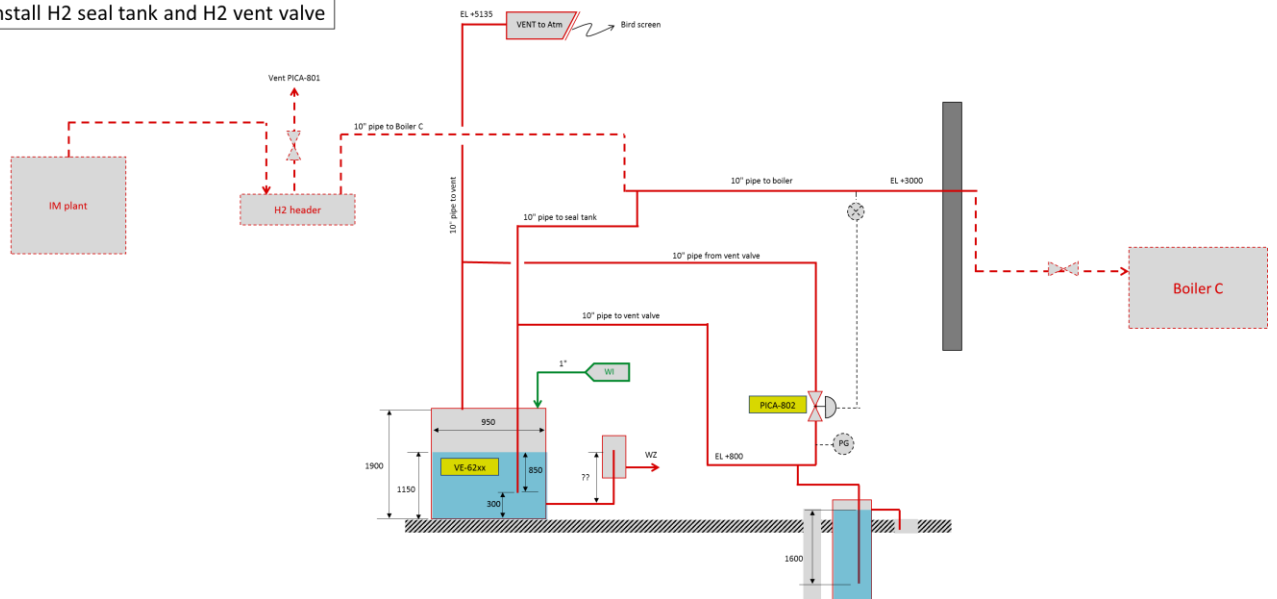 nstall H2 seal tank and H2 vent valve
EL +5135
VENT to Atm
Bird screen
Vent PICA-801
10" pipe to Boiler C
IM plant
H2 header
10" pipe to vent
10" pipe to boiler
EL +3000
10" pipe to seal tank
10" pipe from vent valve
Boiler C
10" pipe to vent valve
1"
WI
PICA-802
950
PG
WZ
EL +800
VE-62xx
850
??
1900
1150
300
1600